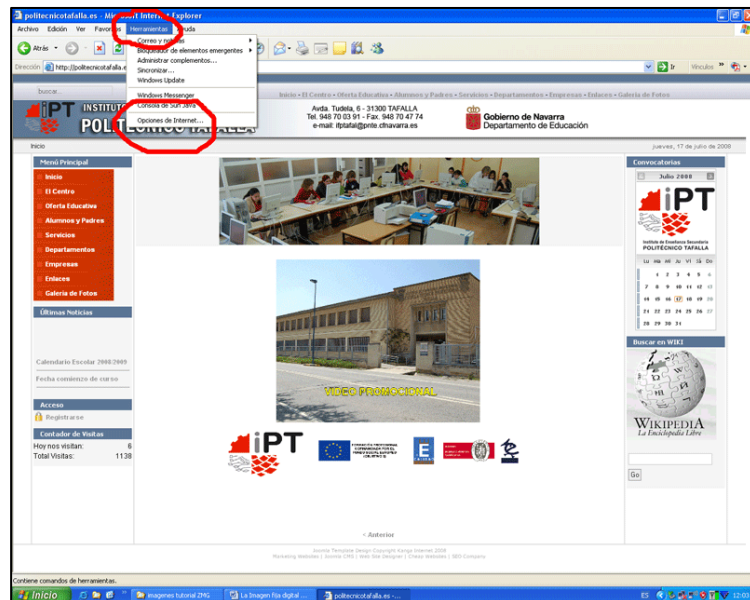 politecnicotafalla.es - Microsoft Internet Explorer
Archivo Edición Ver Favoritos Herramientas Ayuda
Atrás
Correo y noticias
Bloqueador de elementos emergentes
Administrar complementos...
Sincronizar...
Windows Update
Windows Messenger
Consola de Sun Java
Opciones de Internet...
Dirección http://politecnicotafalla.e
Ir Vínculos
buscar...
Inicio El Centro Oferta Educativa Alumnos y Padres Servicios Departamentos Empresas Enlaces Galería de Fotos
iPT INSTITUTO
POLITÉCNICO TAFALLA
Avda. Tudela, 6 - 31300 TAFALLA
Tel. 948 70 03 91 - Fax. 948 70 47 74
e-mail: iftptafal@pnte.cfnavarra.es
Gobierno de Navarra
Departamento de Educación
Inicio
jueves, 17 de julio de 2008
Menú Principal
Inicio
El Centro
Oferta Educativa
Alumnos y Padres
Servicios
Departamentos
Empresas
Enlaces
Galería de Fotos
Últimas Noticias
Calendario Escolar 2008/2009
Fecha comienzo de curso
Acceso
Registrarse
Contador de Visitas
Hoy nos visitan: 6
Total Visitas: 1138
VIDEO PROMOCIONAL
iPT
< Anterior
Joomla Template Design Copyright Kanga Internet 2008
Convocatorias
Julio 2008
iPT
Instituto de Enseñanza Secundaria
POLITÉCNICO TAFALLA
Lu Ma Mi Ju Vi Sá Do
1 2 3 4 5 6
7 8 9 10 11 12 13
14 15 16 17 18 19 20
21 22 23 24 25 26 27
28 29 30 31
Buscar en WIKI
WIKIPEDIA
La Enciclopedia Libre
Go
Contiene comandos de herramientas.
Inicio
imagenes tutorial ZMG
La Imagen fija digital ...
politecnicotafalla.es - ...
ES
12:03